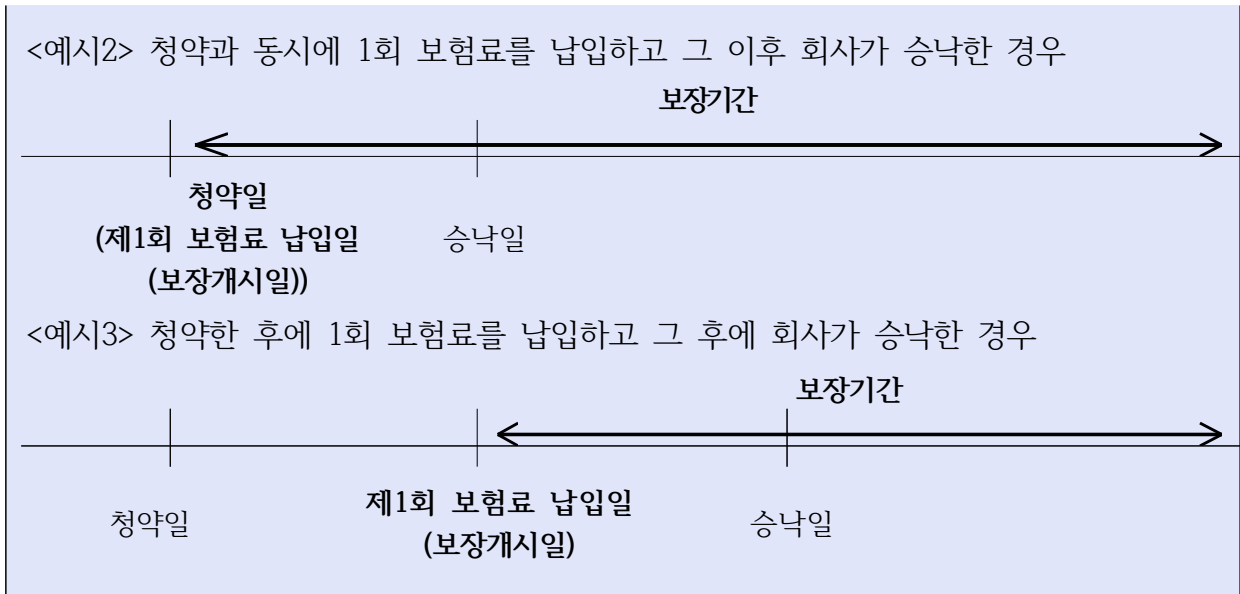 <예시2> 청약과 동시에 1회 보험료를 납입하고 그 이후 회사가 승낙한 경우
보장기간
청약일
(제1회 보험료 납입일 승낙일
(보장개시일))
<예시3> 청약한 후에 1회 보험료를 납입하고 그 후에 회사가 승낙한 경우
보장기간
청약일 제1회 보험료 납입일 승낙일
(보장개시일)